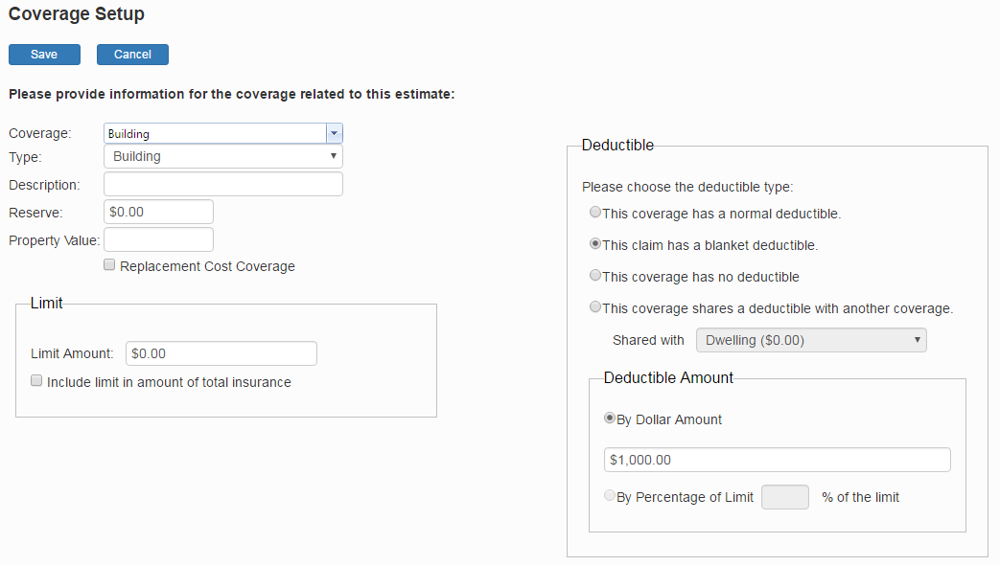 Coverage Setup
Save Cancel
Please provide information for the coverage related to this estimate:
Coverage: Building
Type: Building
Description:
Reserve: $0.00
Property Value:
Replacement Cost Coverage
Limit
Limit Amount: $0.00
Include limit in amount of total insurance
Deductible
Please choose the deductible type:
This coverage has a normal deductible.
This claim has a blanket deductible.
This coverage has no deductible
This coverage shares a deductible with another coverage.
Shared with Dwelling ($0.00)
Deductible Amount
By Dollar Amount
$1,000.00
By Percentage of Limit % of the limit